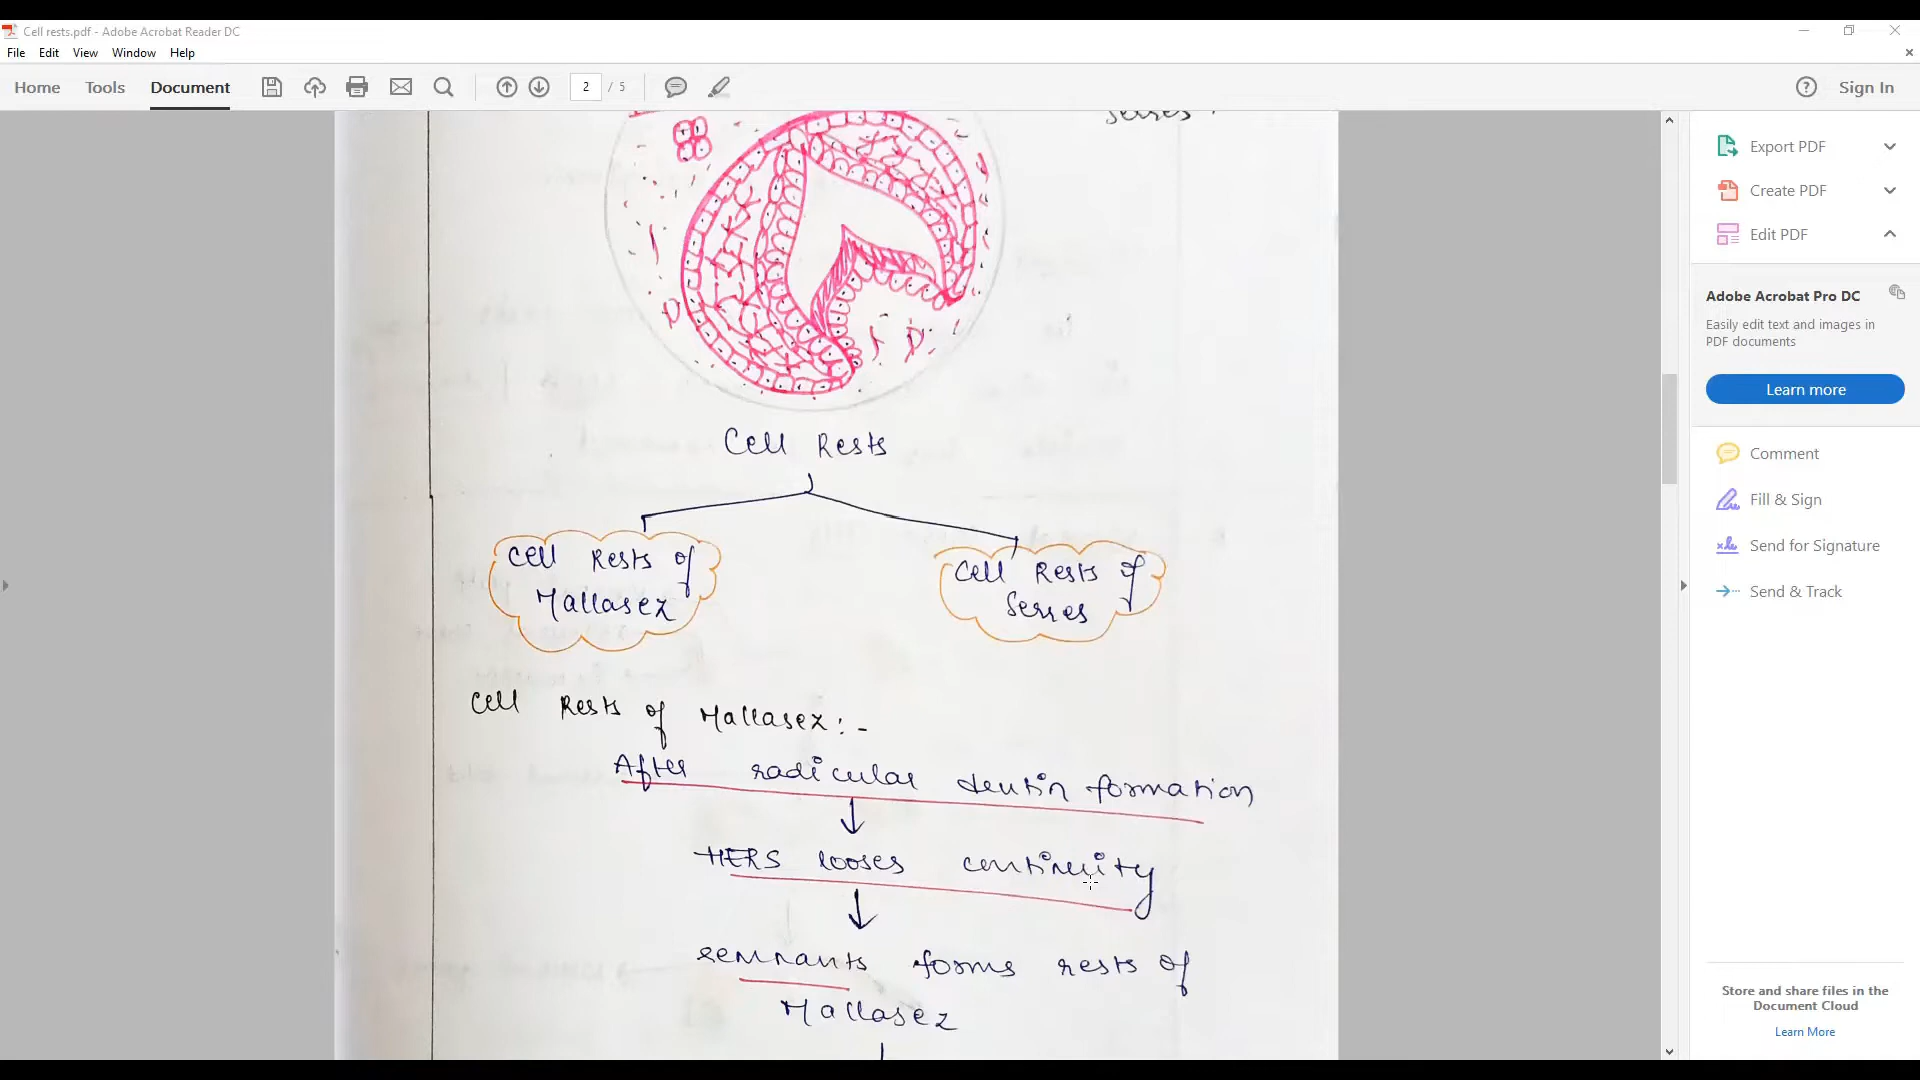 Cell rests.pdf - Adobe Acrobat Reader DC
File Edit View Window Help
Home Tools Document 2 / 5 Sign In
Serres
Cell Rests
Cell Rests of
Mallasez
Cell Rests of
Serres
Cell Rests of Mallasez:-
After radicular dentin formation
HERS looses continuity
remnants forms rests of
Mallasez
Export PDF
Create PDF
Edit PDF
Adobe Acrobat Pro DC
Easily edit text and images in
PDF documents
Learn more
Comment
Fill & Sign
Send for Signature
Send & Track
Store and share files in the
Document Cloud
Learn More